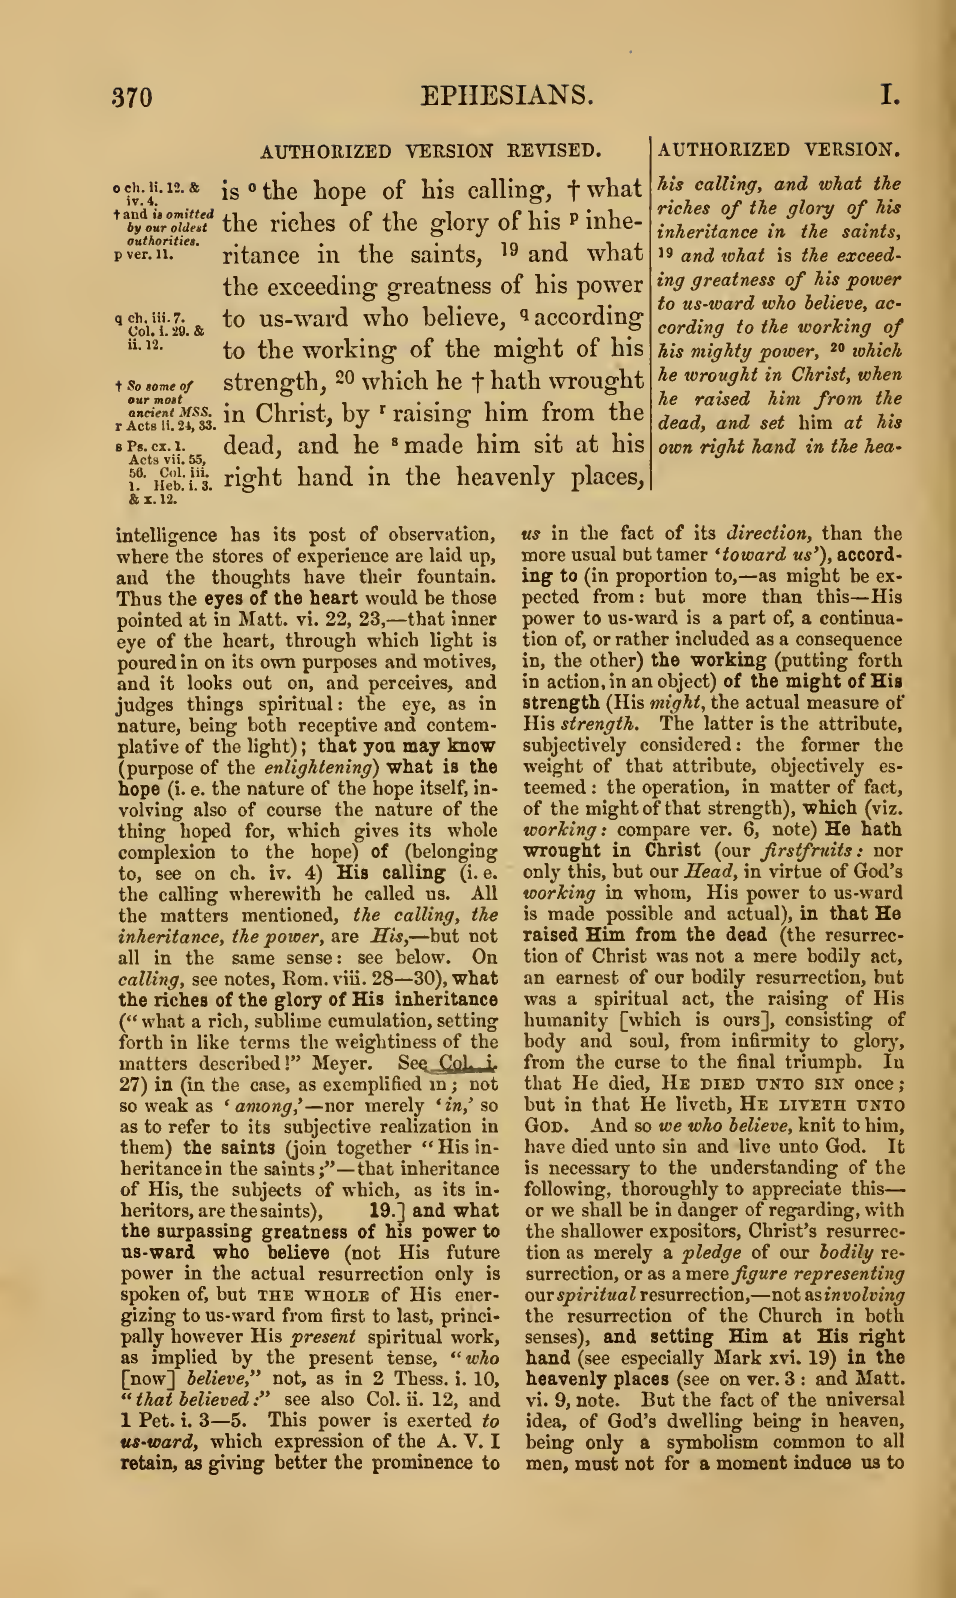 370
EPHESIANS.
I.
AUTHORIZED VERSION REVISED.
o ch. ii. 12. &
iv. 4.
† and is omitted
by our oldest
authorities.
p ver. 11.
q ch. iii. 7.
Col. i. 29. &
ii. 12.
† So some of
our most
ancient MSS.
r Acts ii. 24, 33.
s Ps. cx. 1.
Acts vii. 55,
56. Col. iii.
1. Heb. i. 3.
& x. 12.
is o the hope of his calling, † what
the riches of the glory of his p inhe-
ritance in the saints, 19 and what
the exceeding greatness of his power
to us-ward who believe, q according
to the working of the might of his
strength, 20 which he † hath wrought
in Christ, by r raising him from the
dead, and he s made him sit at his
right hand in the heavenly places,
AUTHORIZED VERSION.
his calling, and what the
riches of the glory of his
inheritance in the saints,
19 and what is the exceed-
ing greatness of his power
to us-ward who believe, ac-
cording to the working of
his mighty power, 20 which
he wrought in Christ, when
he raised him from the
dead, and set him at his
own right hand in the hea-
intelligence has its post of observation,
where the stores of experience are laid up,
and the thoughts have their fountain.
Thus the eyes of the heart would be those
pointed at in Matt. vi. 22, 23,—that inner
eye of the heart, through which light is
poured in on its own purposes and motives,
and it looks out on, and perceives, and
judges things spiritual: the eye, as in
nature, being both receptive and contem-
plative of the light); that you may know
(purpose of the enlightening) what is the
hope (i. e. the nature of the hope itself, in-
volving also of course the nature of the
thing hoped for, which gives its whole
complexion to the hope) of (belonging
to, see on ch. iv. 4) His calling (i. e.
the calling wherewith he called us. All
the matters mentioned, the calling, the
inheritance, the power, are His,—but not
all in the same sense: see below. On
calling, see notes, Rom. viii. 28—30), what
the riches of the glory of His inheritance
("what a rich, sublime cumulation, setting
forth in like terms the weightiness of the
matters described!" Meyer. See Col. i.
27) in (in the case, as exemplified in; not
so weak as 'among,'—nor merely 'in,' so
as to refer to its subjective realization in
them) the saints (join together "His in-
heritance in the saints;"—that inheritance
of His, the subjects of which, as its in-
heritors, are the saints), 19.] and what
the surpassing greatness of his power to
us-ward who believe (not His future
power in the actual resurrection only is
spoken of, but THE WHOLE of His ener-
gizing to us-ward from first to last, princi-
pally however His present spiritual work,
as implied by the present tense, "who
[now] believe," not, as in 2 Thess. i. 10,
"that believed:" see also Col. ii. 12, and
1 Pet. i. 3—5. This power is exerted to
us-ward, which expression of the A. V. I
retain, as giving better the prominence to
us in the fact of its direction, than the
more usual but tamer 'toward us'), accord-
ing to (in proportion to,—as might be ex-
pected from: but more than this—His
power to us-ward is a part of, a continua-
tion of, or rather included as a consequence
in, the other) the working (putting forth
in action, in an object) of the might of His
strength (His might, the actual measure of
His strength. The latter is the attribute,
subjectively considered: the former the
weight of that attribute, objectively es-
teemed: the operation, in matter of fact,
of the might of that strength), which (viz.
working: compare ver. 6, note) He hath
wrought in Christ (our firstfruits: nor
only this, but our Head, in virtue of God's
working in whom, His power to us-ward
is made possible and actual), in that He
raised Him from the dead (the resurrec-
tion of Christ was not a mere bodily act,
an earnest of our bodily resurrection, but
was a spiritual act, the raising of His
humanity [which is ours], consisting of
body and soul, from infirmity to glory,
from the curse to the final triumph. In
that He died, HE DIED UNTO SIN once;
but in that He liveth, HE LIVETH UNTO
GOD. And so we who believe, knit to him,
have died unto sin and live unto God. It
is necessary to the understanding of the
following, thoroughly to appreciate this—
or we shall be in danger of regarding, with
the shallower expositors, Christ's resurrec-
tion as merely a pledge of our bodily re-
surrection, or as a mere figure representing
our spiritual resurrection,—not as involving
the resurrection of the Church in both
senses), and setting Him at His right
hand (see especially Mark xvi. 19) in the
heavenly places (see on ver. 3: and Matt.
vi. 9, note. But the fact of the universal
idea, of God's dwelling being in heaven,
being only a symbolism common to all
men, must not for a moment induce us to